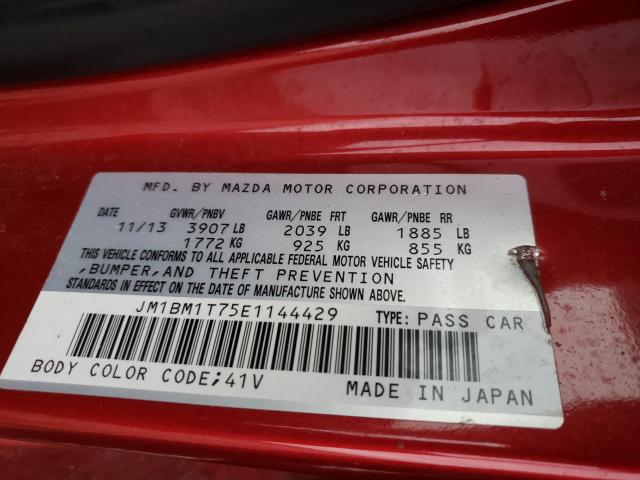 MFD. BY MAZDA MOTOR CORPORATION
DATE GVWR/PNBV GAWR/PNBE FRT GAWR/PNBE RR
11/13 3907 LB 2039 LB 1885 LB
1772 KG 925 KG 855 KG
THIS VEHICLE CONFORMS TO ALL APPLICABLE FEDERAL MOTOR VEHICLE SAFETY
,BUMPER,AND THEFT PREVENTION
STANDARDS IN EFFECT ON THE DATE OF MANUFACTURE SHOWN ABOVE.
JM1BM1T75E1144429 TYPE: PASS CAR
BODY COLOR CODE;41V MADE IN JAPAN